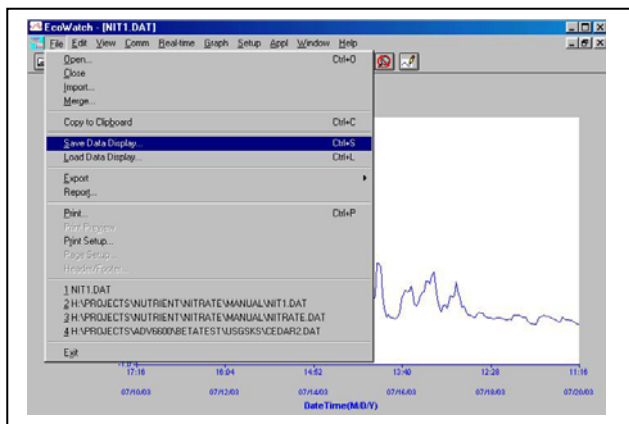 EcoWatch - [NIT1.DAT]
File Edit View Comm Real-time Graph Setup Appl Window Help
Open... Ctrl+O
Close
Import...
Merge...
Copy to Clipboard Ctrl+C
Save Data Display... Ctrl+S
Load Data Display... Ctrl+L
Export
Report...
Print... Ctrl+P
Print Preview
Print Setup...
Page Setup...
Header/Footer...
1 NIT1.DAT
2 H:\PROJECTS\NUTRIENT\NITRATE\MANUAL\NIT1.DAT
3 H:\PROJECTS\NUTRIENT\NITRATE\MANUAL\NITRATE.DAT
4 H:\PROJECTS\ADV6600\BETATEST\USGSKS\CEDAR2.DAT
Exit
17:16 16:04 14:52 13:40 12:28 11:16
07/10/03 07/12/03 07/14/03 07/16/03 07/18/03 07/20/03
DateTime(M/D/Y)